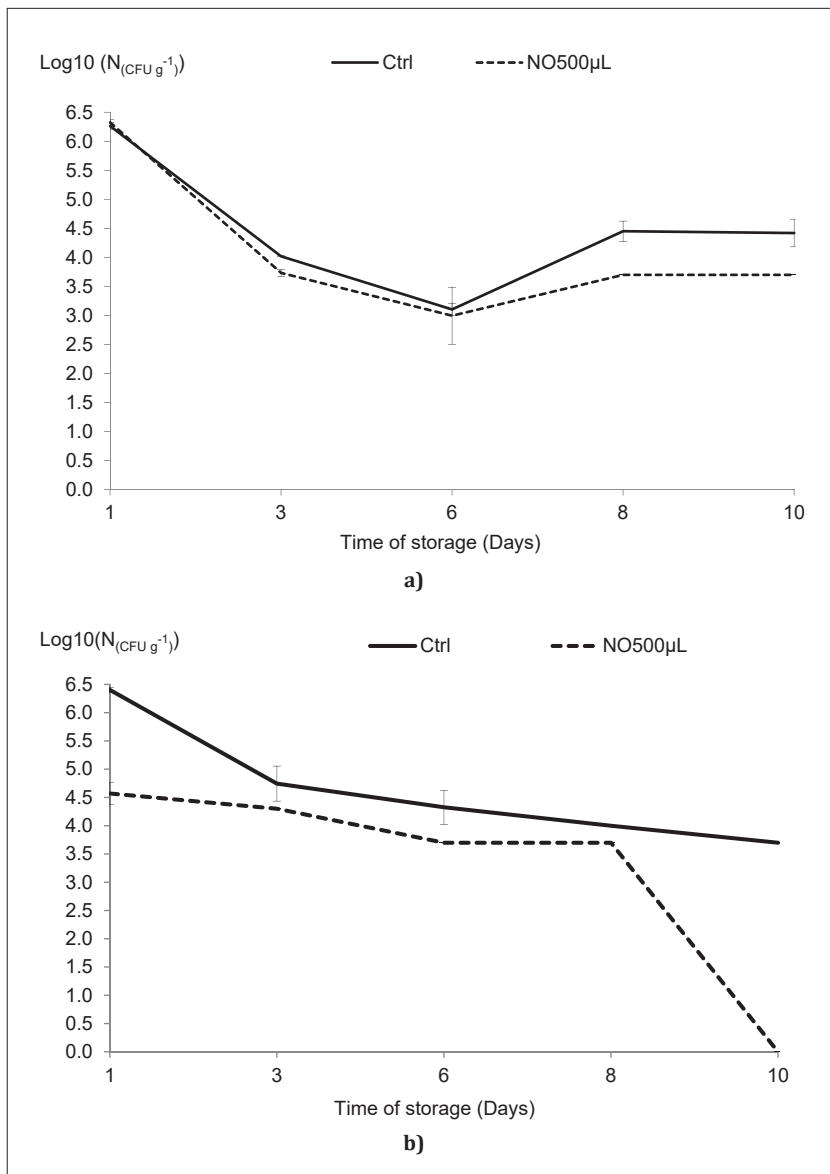 Log10 (N(CFU g-1))
Ctrl NO500µL
6.5
6.0
5.5
5.0
4.5
4.0
3.5
3.0
2.5
2.0
1.5
1.0
0.5
0.0
1 3 6 8 10
Time of storage (Days)
a)
Log10(N(CFU g-1))
Ctrl NO500µL
6.5
6.0
5.5
5.0
4.5
4.0
3.5
3.0
2.5
2.0
1.5
1.0
0.5
0.0
1 3 6 8 10
Time of storage (Days)
b)